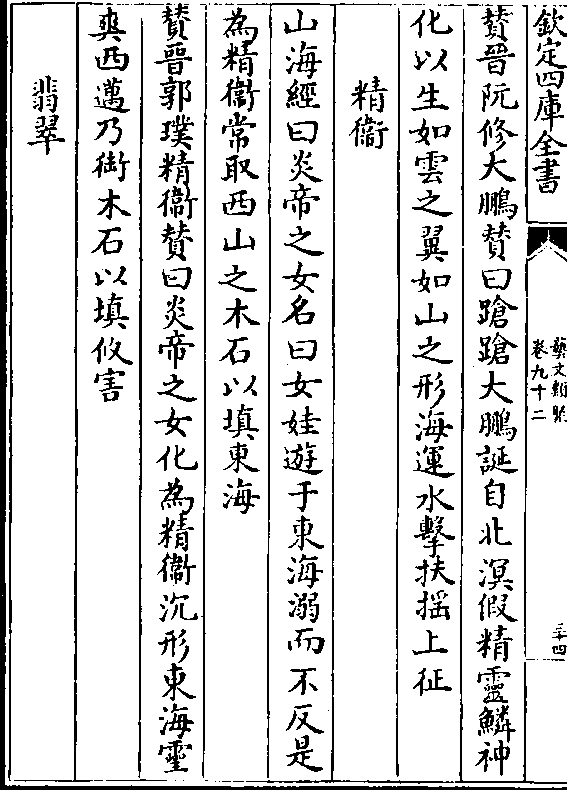 欽定四庫全書
藝文類聚
卷九十二
三十四
賛晉阮修大鵬賛曰蹌蹌大鵬誕自北溟假精靈鱗神
化以生如雲之翼如山之形海運水擊扶揺上征
精衛
山海經曰炎帝之女名曰女娃遊于東海溺而不反是
為精衛常取西山之木石以填東海
賛晉郭璞精衛賛曰炎帝之女化為精衛沉形東海靈
爽西邁乃銜木石以填攸害
翡翠